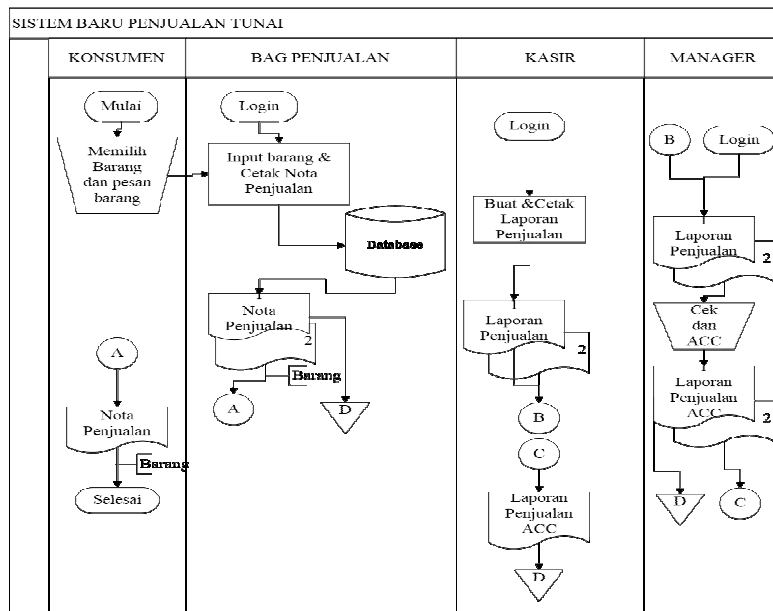 SISTEM BARU PENJUALAN TUNAI
KONSUMEN
BAG PENJUALAN
KASIR
MANAGER
Mulai
Memilih
Barang
dan pesan
barang
A
Nota
Penjualan
Barang
Selesai
Login
Input barang &
Cetak Nota
Penjualan
Database
1
Nota
Penjualan
2
Barang
A
D
Login
Buat &Cetak
Laporan
Penjualan
1
Laporan
Penjualan
2
B
C
Laporan
Penjualan
ACC
D
B
Login
1
Laporan
Penjualan
2
Cek
dan
ACC
1
Laporan
Penjualan
ACC
2
D
C